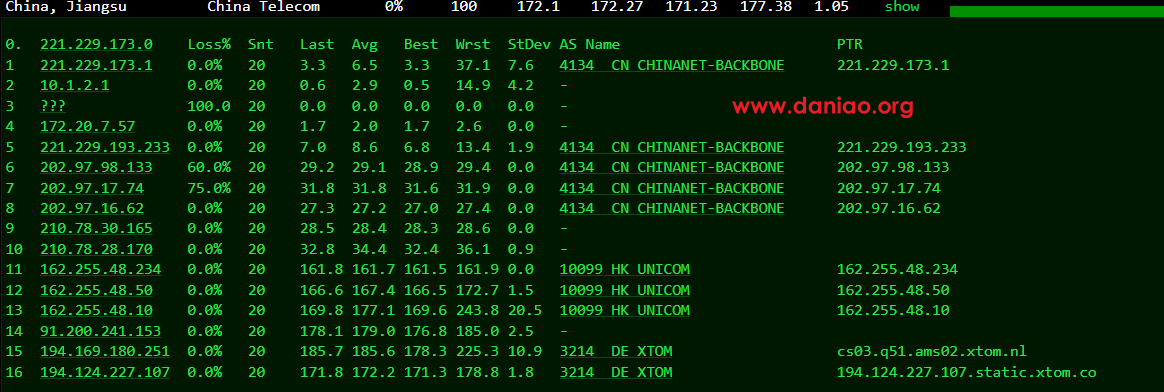 China, Jiangsu China Telecom 0% 100 172.1 172.27 171.23 177.38 1.05 show
0. 221.229.173.0 Loss% Snt Last Avg Best Wrst StDev AS Name PTR
1 221.229.173.1 0.0% 20 3.3 6.5 3.3 37.1 7.6 4134 CN CHINANET-BACKBONE 221.229.173.1
2 10.1.2.1 0.0% 20 0.6 2.9 0.5 14.9 4.2 -
3 ??? 100.0 20 0.0 0.0 0.0 0.0 0.0 -
www.daniao.org
4 172.20.7.57 0.0% 20 1.7 2.0 1.7 2.6 0.0 -
5 221.229.193.233 0.0% 20 7.0 8.6 6.8 13.4 1.9 4134 CN CHINANET-BACKBONE 221.229.193.233
6 202.97.98.133 60.0% 20 29.2 29.1 28.9 29.4 0.0 4134 CN CHINANET-BACKBONE 202.97.98.133
7 202.97.17.74 75.0% 20 31.8 31.8 31.6 31.9 0.0 4134 CN CHINANET-BACKBONE 202.97.17.74
8 202.97.16.62 0.0% 20 27.3 27.2 27.0 27.4 0.0 4134 CN CHINANET-BACKBONE 202.97.16.62
9 210.78.30.165 0.0% 20 28.5 28.4 28.3 28.6 0.0 -
10 210.78.28.170 0.0% 20 32.8 34.4 32.4 36.1 0.9 -
11 162.255.48.234 0.0% 20 161.8 161.7 161.5 161.9 0.0 10099 HK UNICOM 162.255.48.234
12 162.255.48.50 0.0% 20 166.6 167.4 166.5 172.7 1.5 10099 HK UNICOM 162.255.48.50
13 162.255.48.10 0.0% 20 169.8 177.1 169.6 243.8 20.5 10099 HK UNICOM 162.255.48.10
14 91.200.241.153 0.0% 20 178.1 179.0 176.8 185.0 2.5 -
15 194.169.180.251 0.0% 20 185.7 185.6 178.3 225.3 10.9 3214 DE XTOM cs03.q51.ams02.xtom.nl
16 194.124.227.107 0.0% 20 171.8 172.2 171.3 178.8 1.8 3214 DE XTOM 194.124.227.107.static.xtom.co